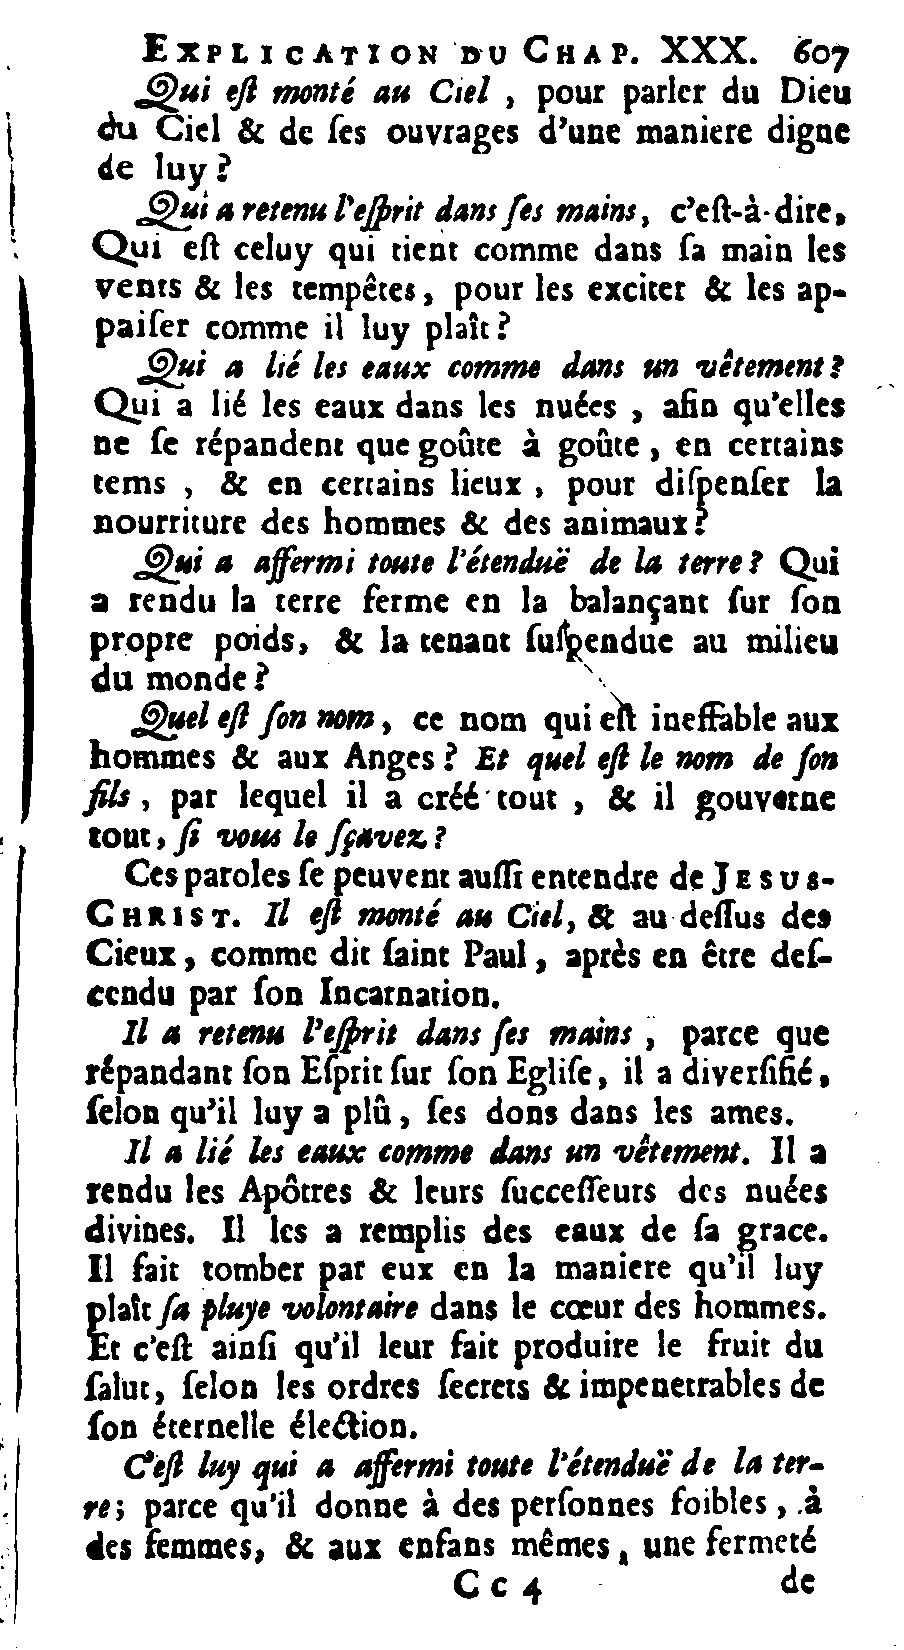 EXPLICATION DU CHAP. XXX. 607
Qui eſt monté au Ciel , pour parler du Dieu
du Ciel & de ſes ouvrages d'une maniere digne
de luy ?
Qui a retenu l'eſprit dans ſes mains, c'eſt-à-dire,
Qui eſt celuy qui tient comme dans ſa main les
vents & les tempêtes, pour les exciter & les ap-
paiſer comme il luy plaît ?
Qui a lié les eaux comme dans un vêtement ?
Qui a lié les eaux dans les nuées , afin qu'elles
ne ſe répandent que goûte à goûte , en certains
tems , & en certains lieux , pour diſpenſer la
nourriture des hommes & des animaux ?
Qui a affermi toute l'étenduë de la terre ? Qui
a rendu la terre ferme en la balançant ſur ſon
propre poids, & la tenant ſuſpendue au milieu
du monde ?
Quel eſt ſon nom , ce nom qui eſt ineffable aux
hommes & aux Anges ? Et quel eſt le nom de ſon
fils , par lequel il a créé tout , & il gouverne
tout, ſi vous le ſçavez ?
Ces paroles ſe peuvent auſſi entendre de JESUS-
CHRIST. Il eſt monté au Ciel, & au deſſus des
Cieux, comme dit ſaint Paul, après en être deſ-
cendu par ſon Incarnation.
Il a retenu l'eſprit dans ſes mains , parce que
répandant ſon Eſprit ſur ſon Egliſe, il a diverſifié,
ſelon qu'il luy a plû, ſes dons dans les ames.
Il a lié les eaux comme dans un vêtement. Il a
rendu les Apôtres & leurs ſucceſſeurs des nuées
divines. Il les a remplis des eaux de ſa grace.
Il fait tomber par eux en la maniere qu'il luy
plaît ſa pluye volontaire dans le cœur des hommes.
Et c'eſt ainſi qu'il leur fait produire le fruit du
ſalut, ſelon les ordres ſecrets & impenetrables de
ſon éternelle élection.
C'eſt luy qui a affermi toute l'étenduë de la ter-
re; parce qu'il donne à des perſonnes foibles , à
des femmes, & aux enfans mêmes, une fermeté
C c 4 de